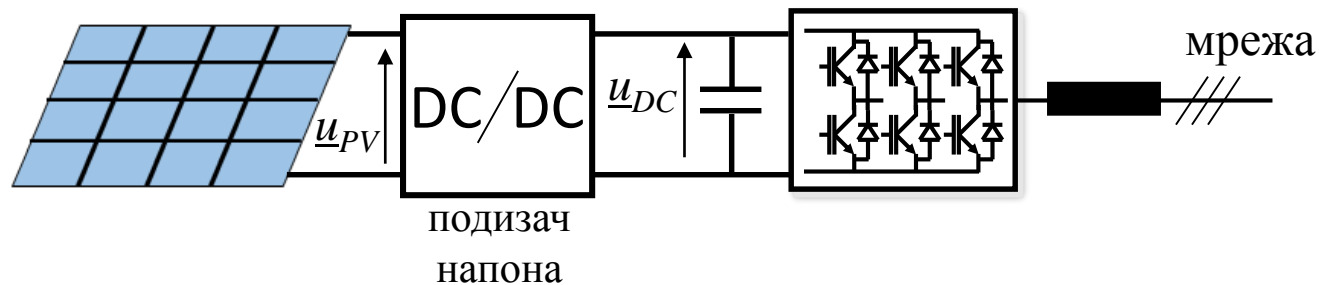 u_PV
DC/DC
u_DC
мрежа
подизач
напона